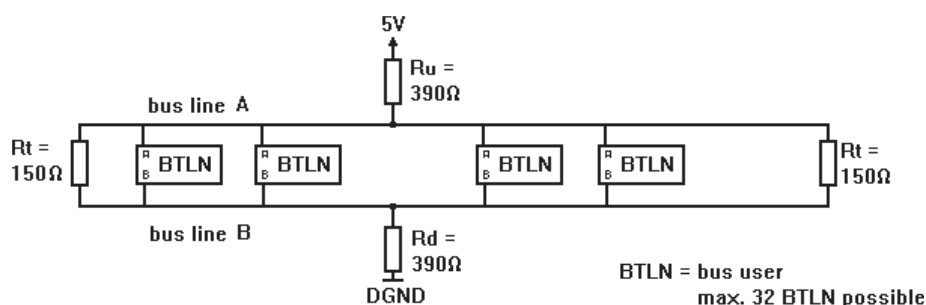 5V
Ru =
390Ω
bus line A
Rt =
150Ω
A
B
BTLN
A
B
BTLN
A
B
BTLN
A
B
BTLN
Rt =
150Ω
bus line B
Rd =
390Ω
DGND
BTLN = bus user
max. 32 BTLN possible